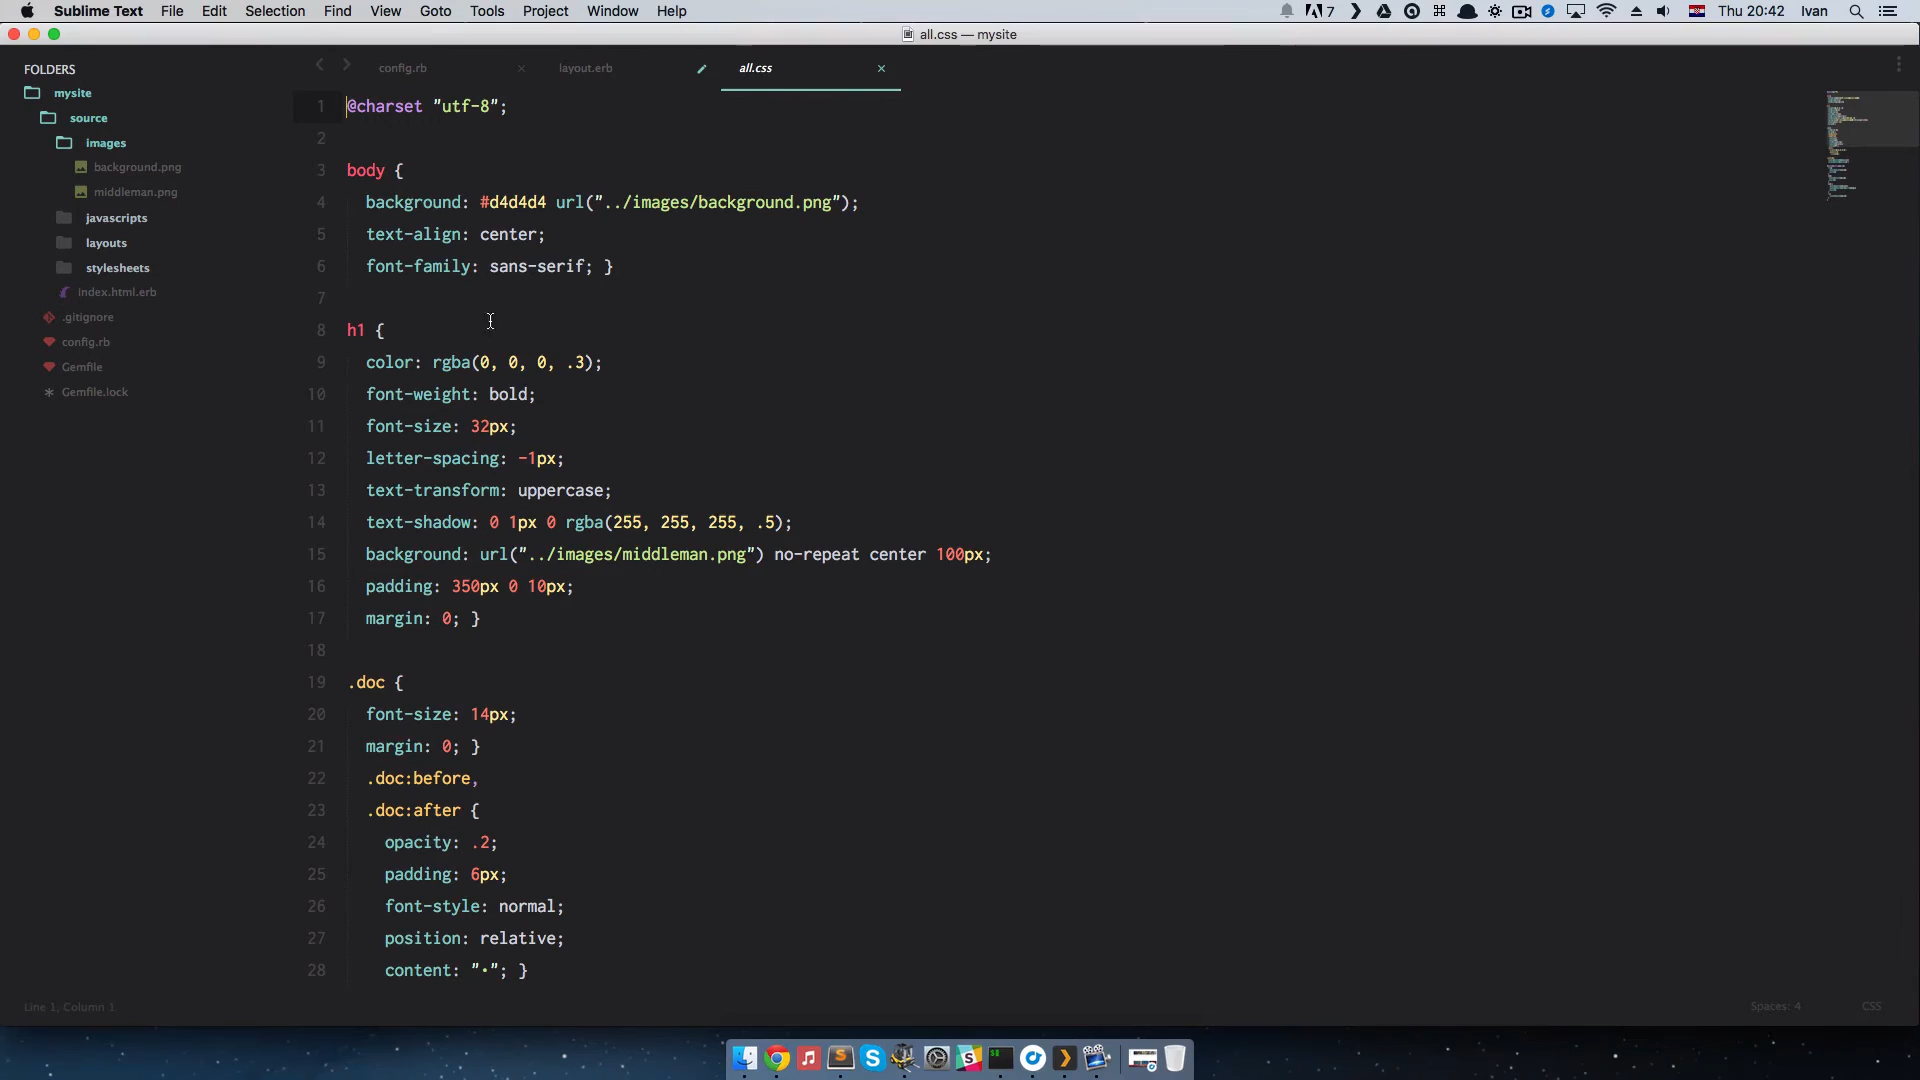 Sublime Text File Edit Selection Find View Goto Tools Project Window Help 7 Thu 20:42 Ivan
all.css — mysite
FOLDERS
mysite
source
images
background.png
middleman.png
javascripts
layouts
stylesheets
index.html.erb
.gitignore
config.rb
Gemfile
Gemfile.lock
config.rb layout.erb all.css
1 @charset "utf-8";
2
3 body {
4 background: #d4d4d4 url("../images/background.png");
5 text-align: center;
6 font-family: sans-serif; }
7
8 h1 {
9 color: rgba(0, 0, 0, .3);
10 font-weight: bold;
11 font-size: 32px;
12 letter-spacing: -1px;
13 text-transform: uppercase;
14 text-shadow: 0 1px 0 rgba(255, 255, 255, .5);
15 background: url("../images/middleman.png") no-repeat center 100px;
16 padding: 350px 0 10px;
17 margin: 0; }
18
19 .doc {
20 font-size: 14px;
21 margin: 0; }
22 .doc:before,
23 .doc:after {
24 opacity: .2;
25 padding: 6px;
26 font-style: normal;
27 position: relative;
28 content: "•"; }
Line 1, Column 1 Spaces: 4 CSS